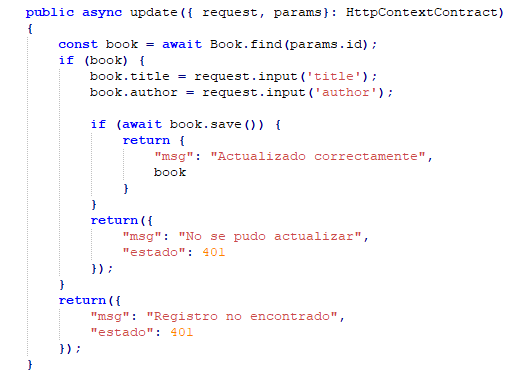 public async update({ request, params}: HttpContextContract)
{
    const book = await Book.find(params.id);
    if (book) {
        book.title = request.input('title');
        book.author = request.input('author');

        if (await book.save()) {
            return {
                "msg": "Actualizado correctamente",
                book
            }
        }
        return({
            "msg": "No se pudo actualizar",
            "estado": 401
        });
    }
    return({
        "msg": "Registro no encontrado",
        "estado": 401
    });
}